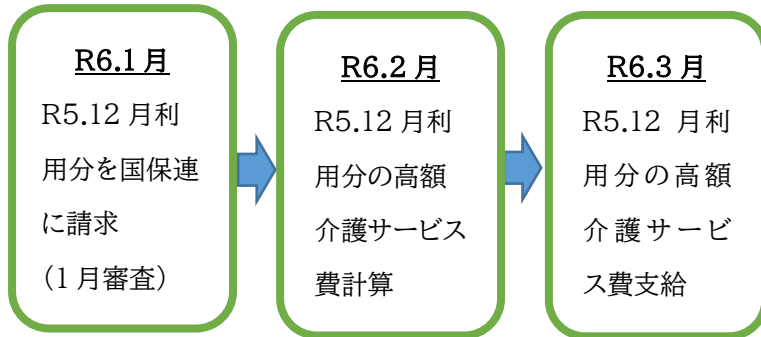 R6.1月
R5.12月利
用分を国保連
に請求
(1月審査)
R6.2月
R5.12月利
用分の高額
介護サービス
費計算
R6.3月
R5.12 月利
用分の高額
介護サービ
ス費支給